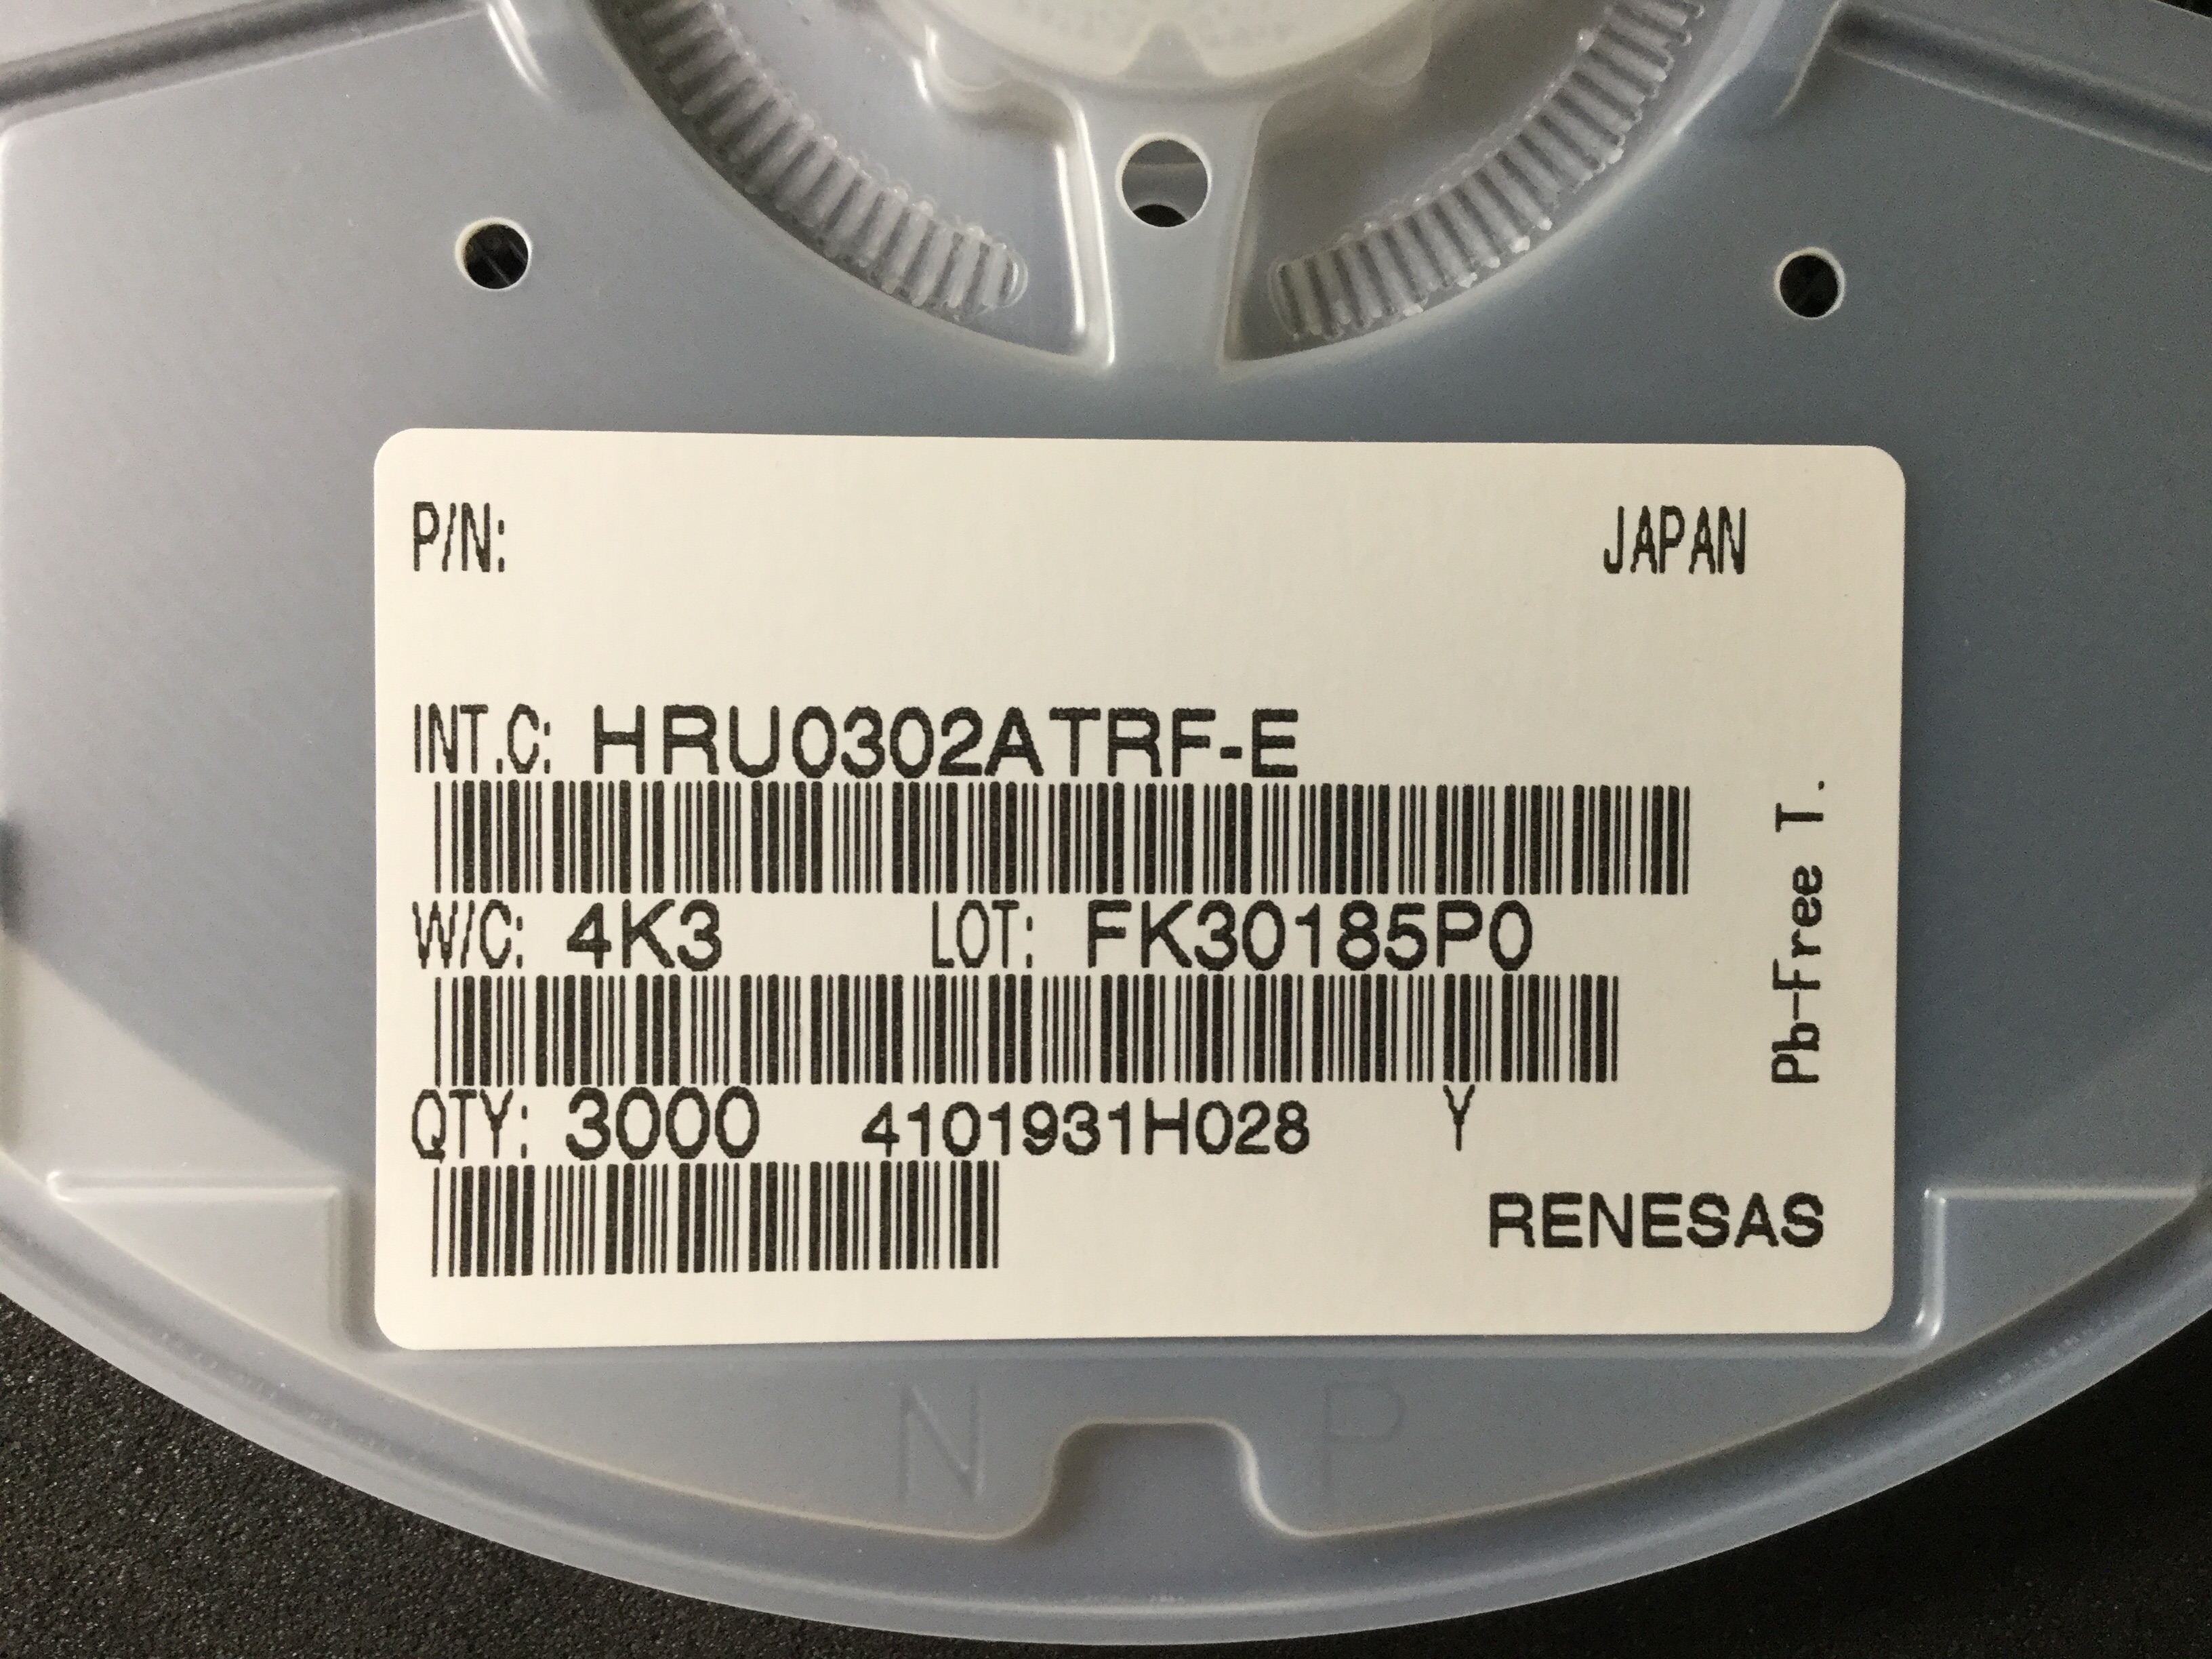 P/N: JAPAN
INT.C: HRU0302ATRF-E
W/C: 4K3 LOT: FK30185P0
QTY: 3000 4101931H028 Y
RENESAS
Pb-Free T.
N P